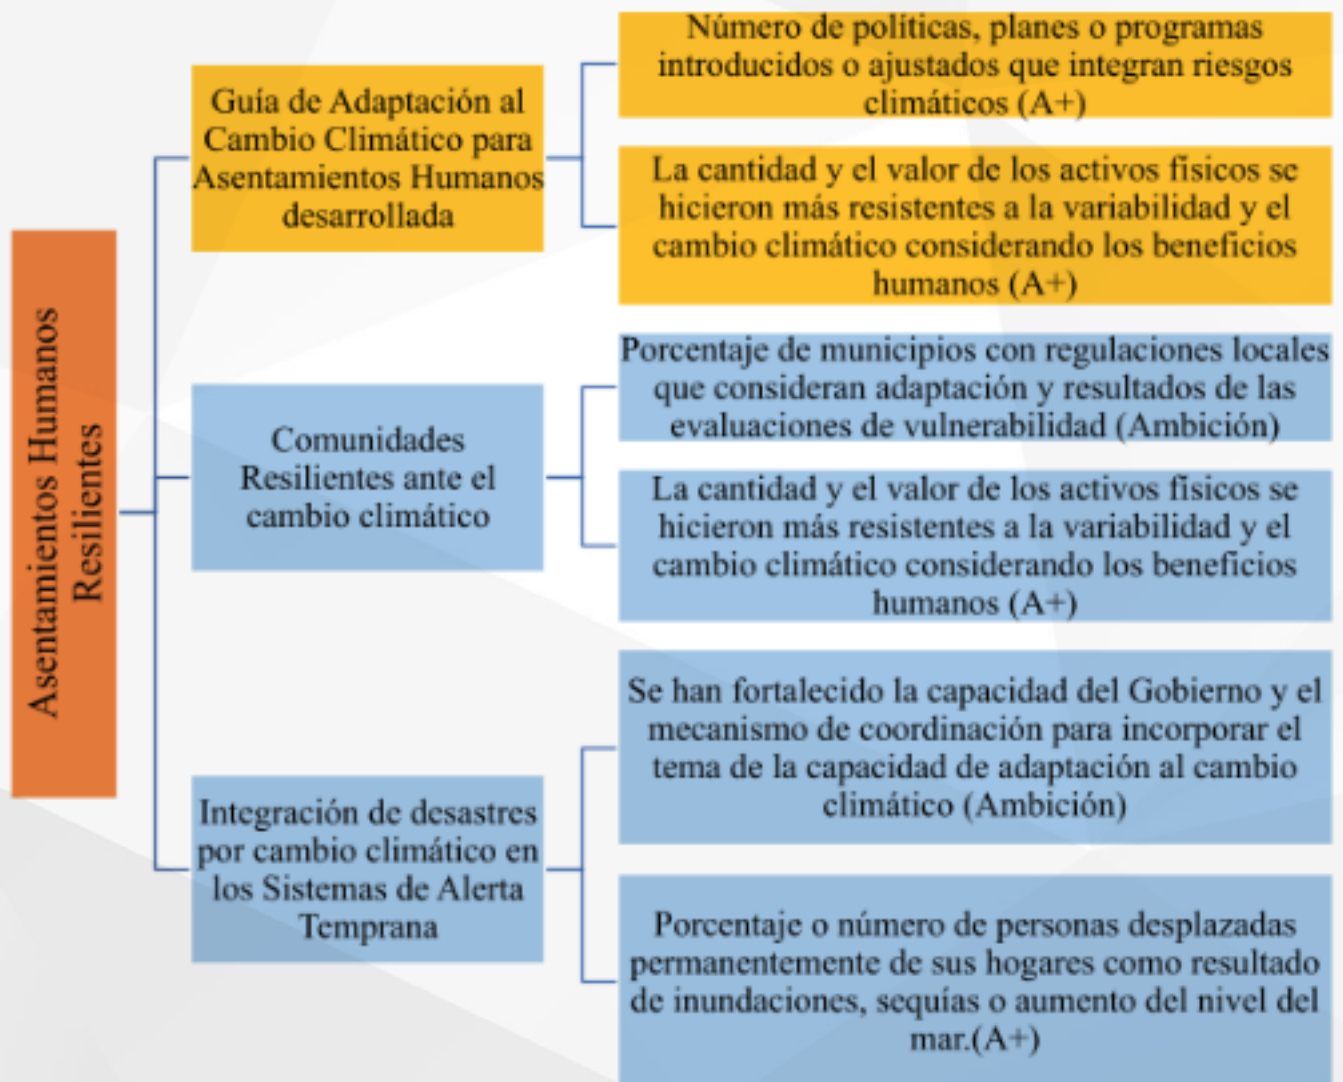 Asentamientos Humanos
Resilientes
Guía de Adaptación al
Cambio Climático para
Asentamientos Humanos
desarrollada
Número de políticas, planes o programas
introducidos o ajustados que integran riesgos
climáticos (A+)
La cantidad y el valor de los activos físicos se
hicieron más resistentes a la variabilidad y el
cambio climático considerando los beneficios
humanos (A+)
Comunidades
Resilientes ante el
cambio climático
Porcentaje de municipios con regulaciones locales
que consideran adaptación y resultados de las
evaluaciones de vulnerabilidad (Ambición)
La cantidad y el valor de los activos físicos se
hicieron más resistentes a la variabilidad y el
cambio climático considerando los beneficios
humanos (A+)
Integración de desastres
por cambio climático en
los Sistemas de Alerta
Temprana
Se han fortalecido la capacidad del Gobierno y el
mecanismo de coordinación para incorporar el
tema de la capacidad de adaptación al cambio
climático (Ambición)
Porcentaje o número de personas desplazadas
permanentemente de sus hogares como resultado
de inundaciones, sequías o aumento del nivel del
mar.(A+)